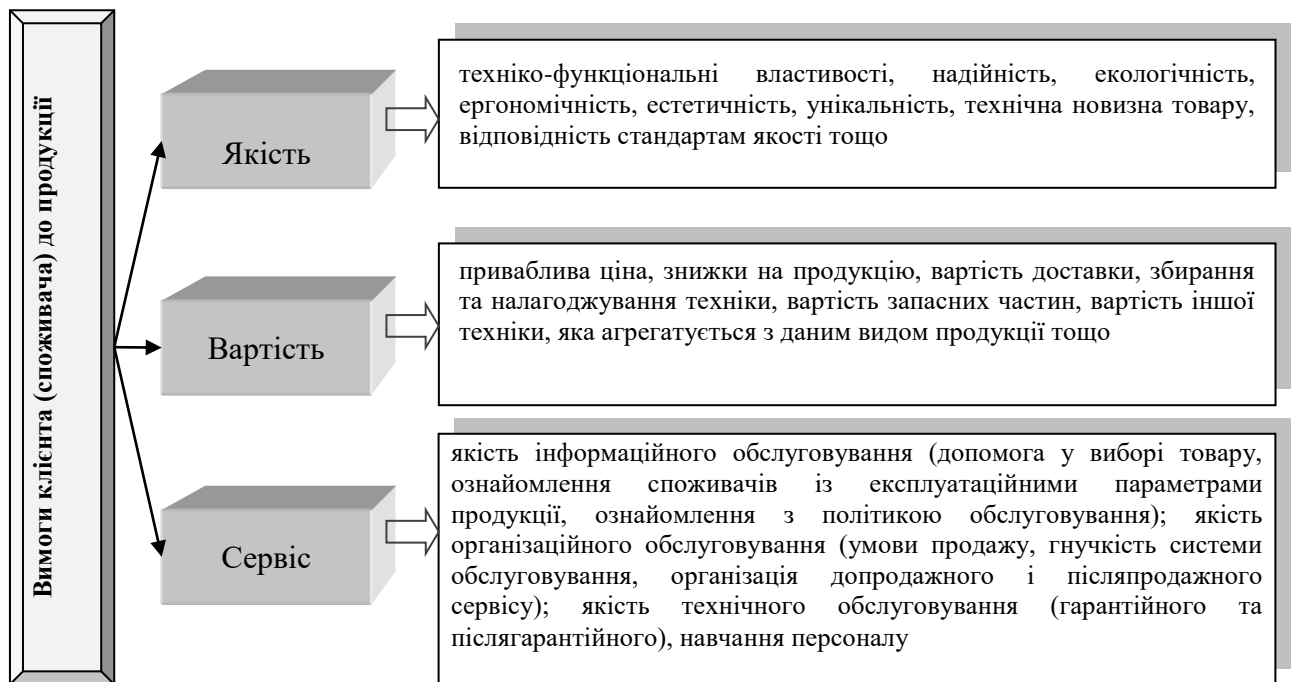 Вимоги клієнта (споживача) до продукції
Якість
техніко-функціональні властивості, надійність, екологічність,
ергономічність, естетичність, унікальність, технічна новизна товару,
відповідність стандартам якості тощо
Вартість
приваблива ціна, знижки на продукцію, вартість доставки, збирання
та налагоджування техніки, вартість запасних частин, вартість іншої
техніки, яка агрегатується з даним видом продукції тощо
Сервіс
якість інформаційного обслуговування (допомога у виборі товару,
ознайомлення споживачів із експлуатаційними параметрами
продукції, ознайомлення з політикою обслуговування); якість
організаційного обслуговування (умови продажу, гнучкість системи
обслуговування, організація допродажного і післяпродажного
сервісу); якість технічного обслуговування (гарантійного та
післягарантійного), навчання персоналу